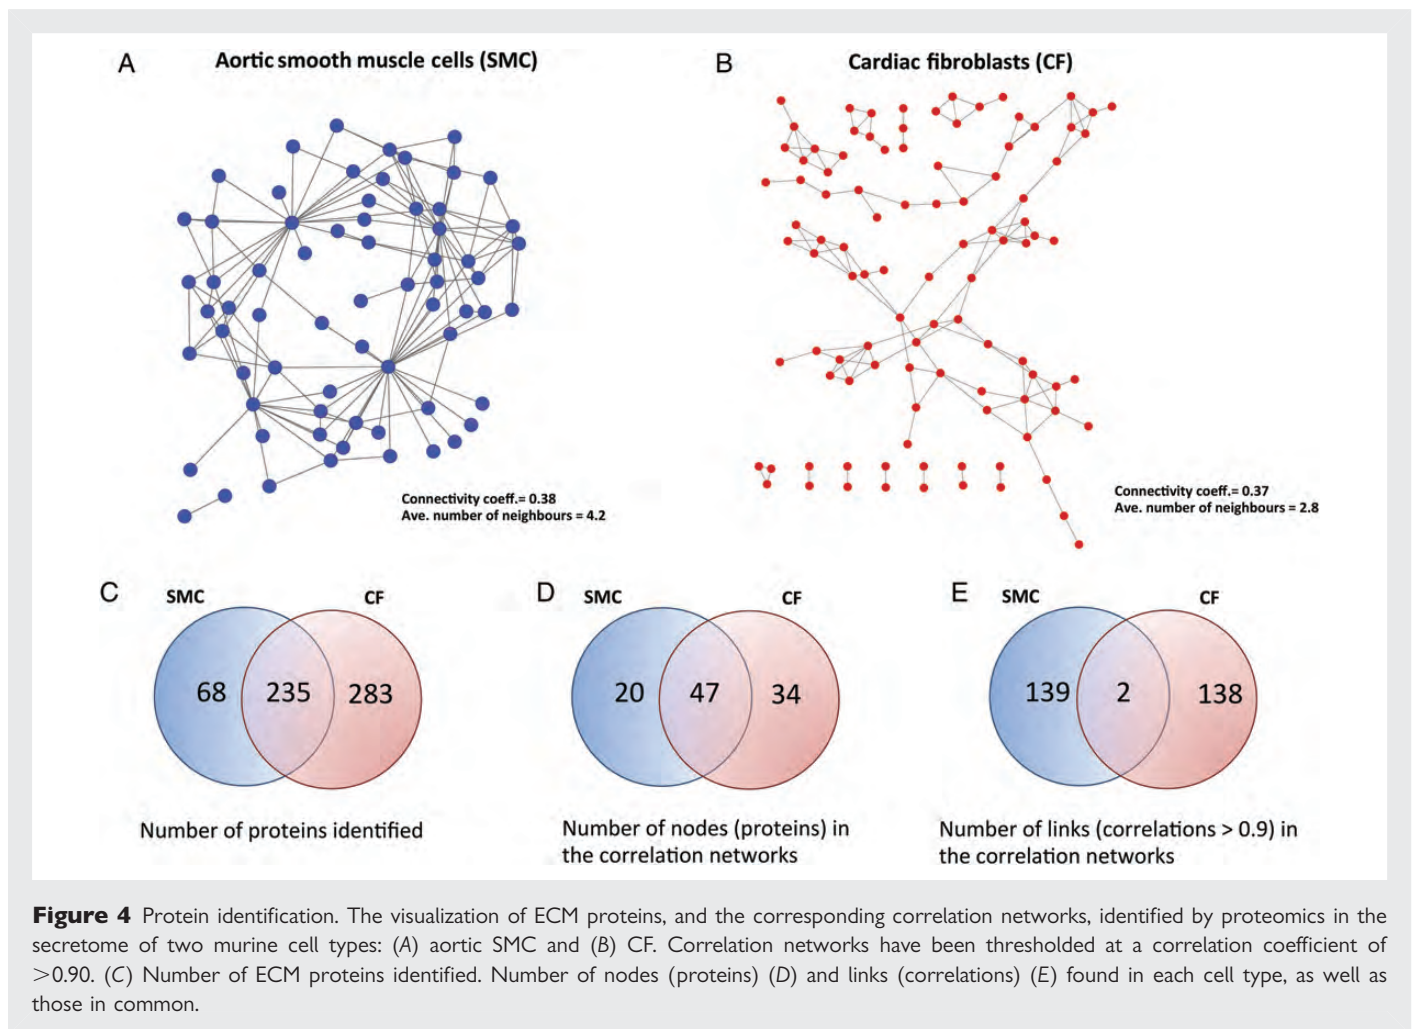 A
Aortic smooth muscle cells (SMC)
B
Cardiac fibroblasts (CF)
Connectivity coeff.= 0.38
Ave. number of neighbours = 4.2
Connectivity coeff.= 0.37
Ave. number of neighbours = 2.8
C
SMC
CF
68
235
283
Number of proteins identified
D
SMC
CF
20
47
34
Number of nodes (proteins) in
the correlation networks
E
SMC
CF
139
2
138
Number of links (correlations > 0.9) in
the correlation networks
Figure 4 Protein identification. The visualization of ECM proteins, and the corresponding correlation networks, identified by proteomics in the
secretome of two murine cell types: (A) aortic SMC and (B) CF. Correlation networks have been thresholded at a correlation coefficient of
>0.90. (C) Number of ECM proteins identified. Number of nodes (proteins) (D) and links (correlations) (E) found in each cell type, as well as
those in common.